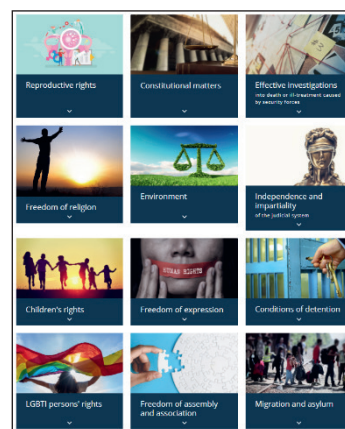 Reproductive rights
Constitutional matters
Effective investigations
into death or ill-treatment caused
by security forces
Freedom of religion
Environment
Independence and
impartiality
of the judicial system
Children's rights
HUMAN RIGHTS
Freedom of expression
Conditions of detention
LGBTI persons' rights
Freedom of assembly
and association
Migration and asylum